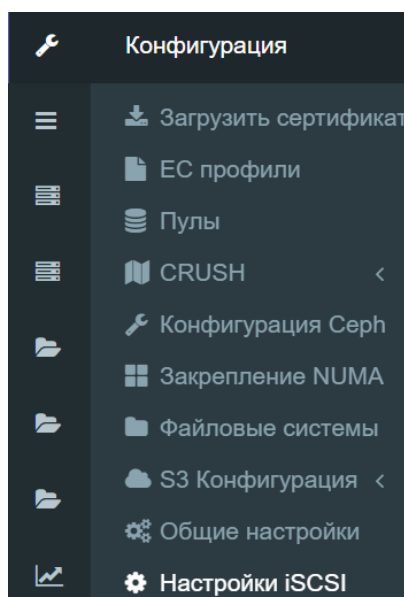 Конфигурация
Загрузить сертификат
EC профили
Пулы
CRUSH
Конфигурация Ceph
Закрепление NUMA
Файловые системы
S3 Конфигурация
Общие настройки
Настройки iSCSI